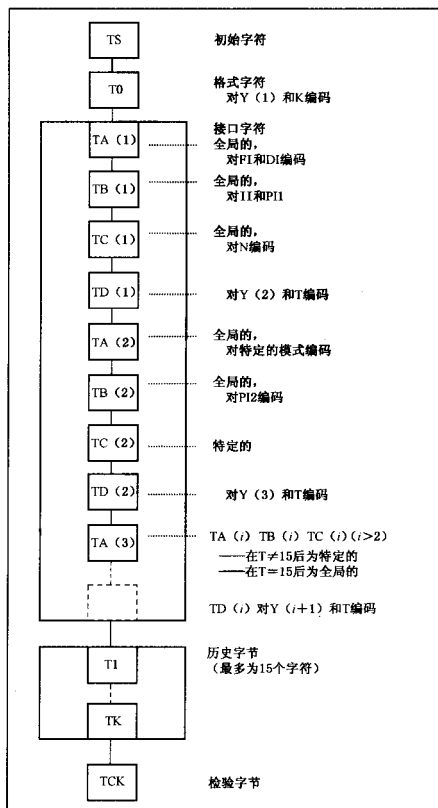 TS
初始字符
T0
格式字符
对Y（1）和K编码
接口字符
TA（1）
全局的，
对FI和DI编码
TB（1）
全局的，
对II和PI1
TC（1）
全局的，
对N编码
TD（1）
对Y（2）和T编码
TA（2）
全局的，
对特定的模式编码
TB（2）
全局的，
对PI2编码
TC（2）
特定的
TD（2）
对Y（3）和T编码
TA（3）
TA（i）TB（i）TC（i）（i>2）
——在T≠15后为特定的
——在T=15后为全局的
TD（i）对Y（i+1）和T编码
T1
历史字节
（最多为15个字符）
TK
TCK
检验字节